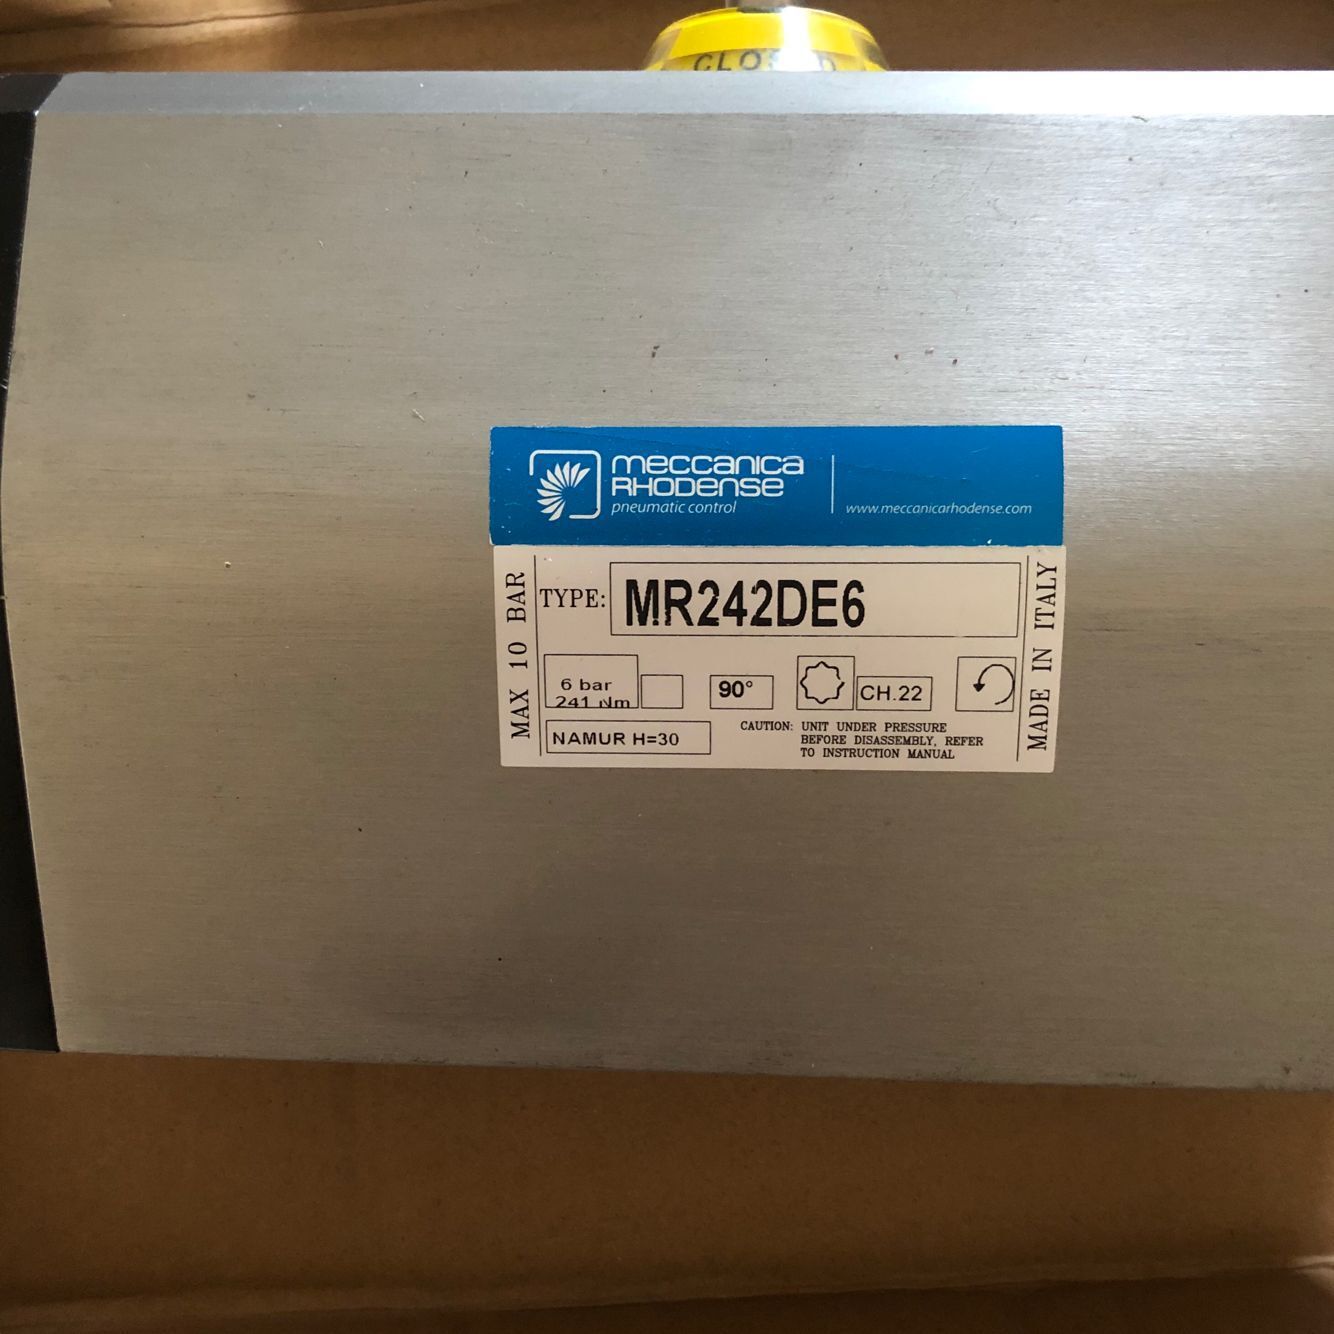 CLOSED
meccanica
RHODENSE
pneumatic control
www.meccanicarhodense.com
MAX 10 BAR
TYPE:
MR242DE6
MADE IN ITALY
6 bar
241 Nm
90°
CH.22
NAMUR H=30
CAUTION: UNIT UNDER PRESSURE
BEFORE DISASSEMBLY, REFER
TO INSTRUCTION MANUAL